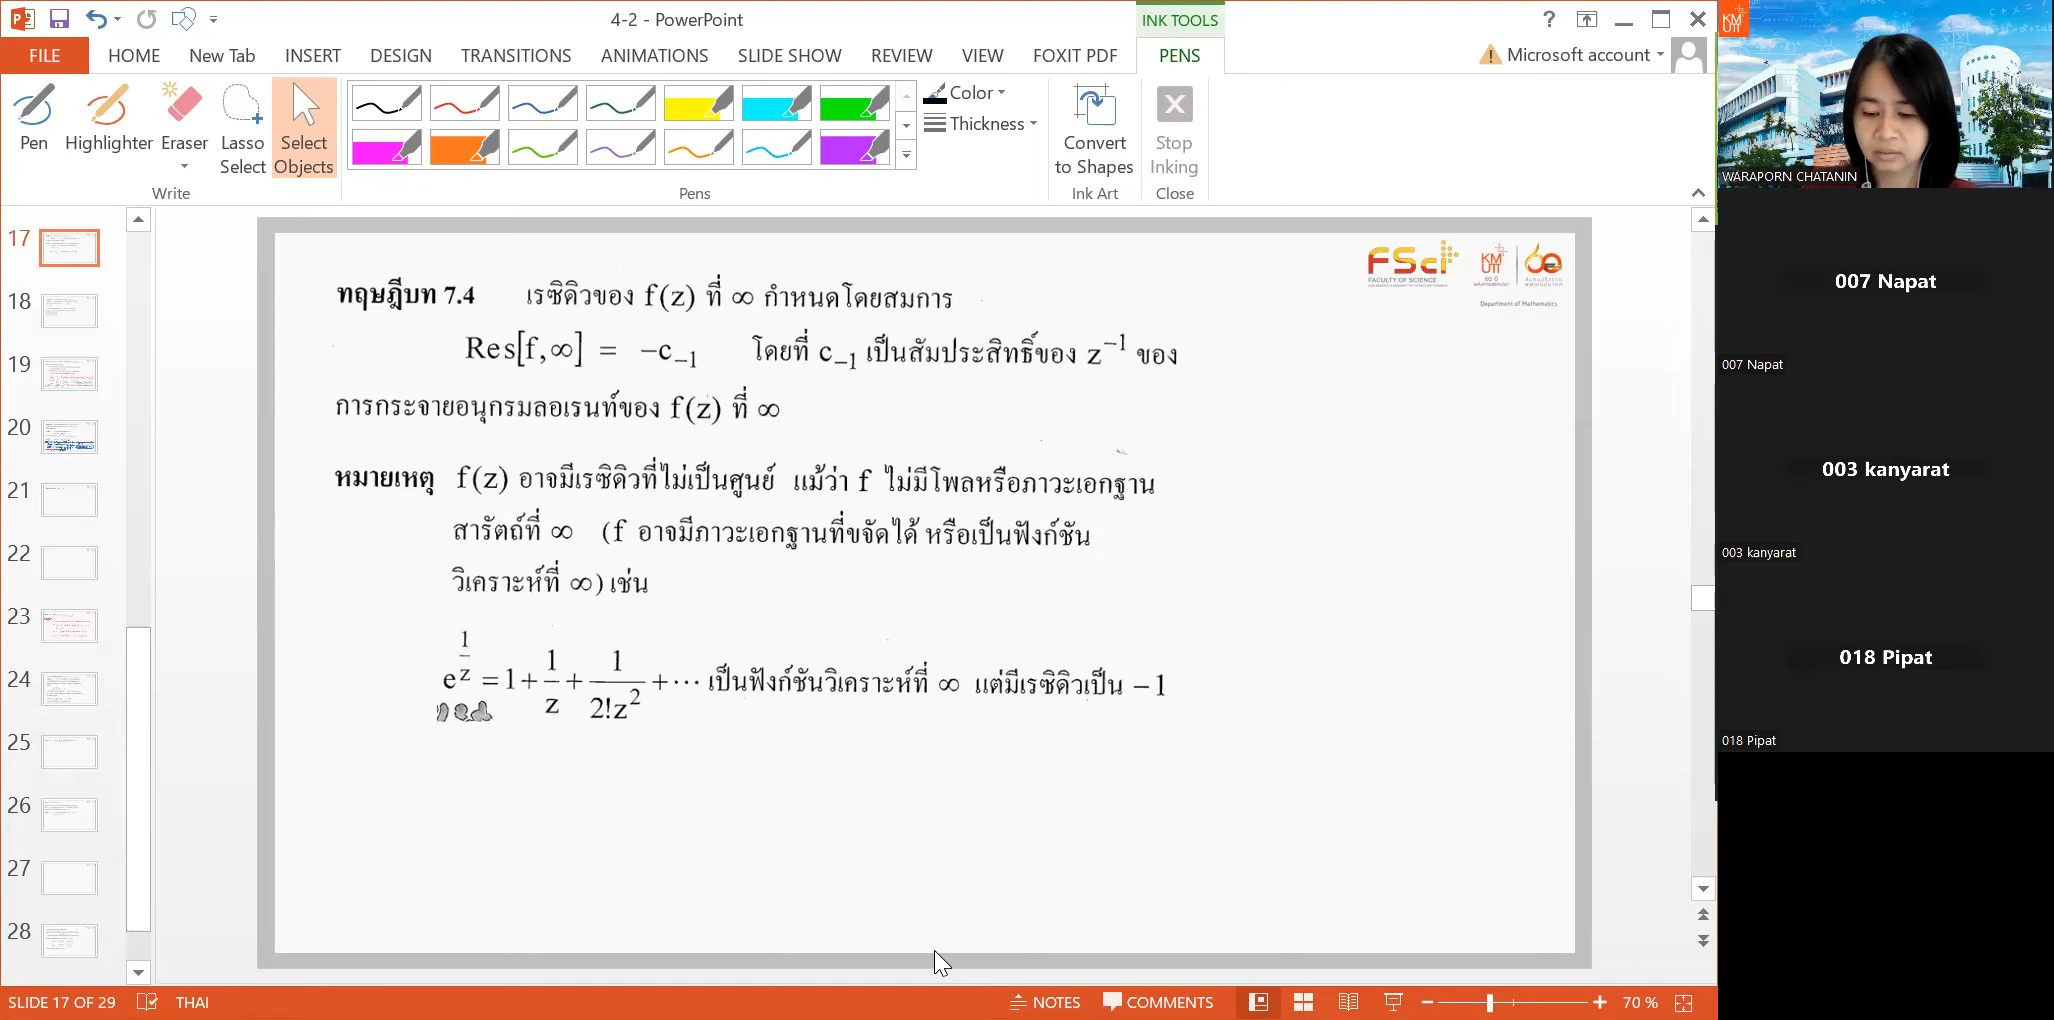 4-2 - PowerPoint
INK TOOLS
FILE HOME New Tab INSERT DESIGN TRANSITIONS ANIMATIONS SLIDE SHOW REVIEW VIEW FOXIT PDF PENS
Microsoft account
Pen Highlighter Eraser Lasso Select Select Objects
Color
Thickness
Convert to Shapes
Stop Inking
Write Pens Ink Art Close
17
18
19
20
21
22
23
24
25
26
27
28
FSci
FACULTY OF SCIENCE
KMUTT
Department of Mathematics
ทฤษฎีบท 7.4 เรซิดิวของ f(z) ที่ ∞ กำหนดโดยสมการ
Res[f,∞] = −c₋₁ โดยที่ c₋₁ เป็นสัมประสิทธิ์ของ z⁻¹ ของ
การกระจายอนุกรมลอเรนท์ของ f(z) ที่ ∞
หมายเหตุ f(z) อาจมีเรซิดิวที่ไม่เป็นศูนย์ แม้ว่า f ไม่มีโพลหรือภาวะเอกฐาน
สารัตถ์ที่ ∞ (f อาจมีภาวะเอกฐานที่ขจัดได้ หรือเป็นฟังก์ชัน
วิเคราะห์ที่ ∞) เช่น
e^(1/z) = 1 + 1/z + 1/(2!z²) + ⋯ เป็นฟังก์ชันวิเคราะห์ที่ ∞ แต่มีเรซิดิวเป็น −1
SLIDE 17 OF 29 THAI NOTES COMMENTS 70 %
KMUTT
WARAPORN CHATANIN
007 Napat
007 Napat
003 kanyarat
003 kanyarat
018 Pipat
018 Pipat